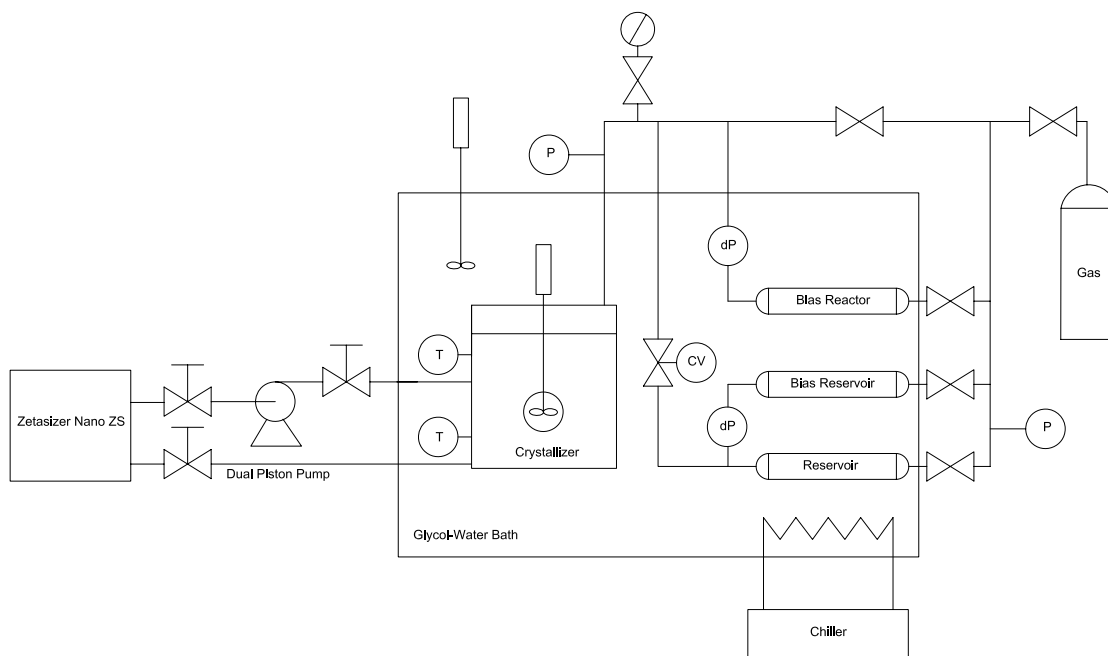 P
dP
Gas
Bias Reactor
T
CV
Bias Reservoir
Zetasizer Nano ZS
dP
P
T
Crystallizer
Reservoir
Dual Piston Pump
Glycol-Water Bath
Chiller